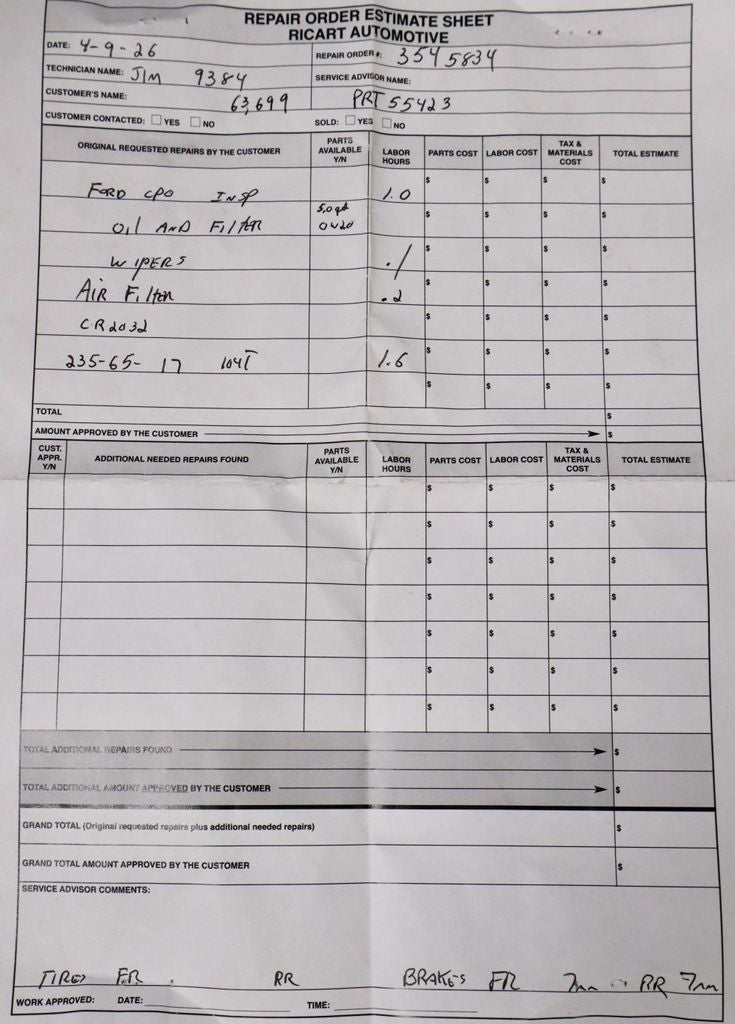 REPAIR ORDER ESTIMATE SHEET
RICART AUTOMOTIVE
DATE: 4-9-26
REPAIR ORDER #: 3545834
TECHNICIAN NAME: JIM 9384
SERVICE ADVISOR NAME:
CUSTOMER'S NAME: 63,699
PRT 55423
CUSTOMER CONTACTED: YES NO
SOLD: YES NO
ORIGINAL REQUESTED REPAIRS BY THE CUSTOMER PARTS AVAILABLE Y/N LABOR HOURS PARTS COST LABOR COST TAX & MATERIALS COST TOTAL ESTIMATE
FORD CPO INSP 1.0 $ $ $ $
OIL AND FILTER 5.0 qt 0W20 $ $ $ $
WIPERS .1 $ $ $ $
AIR Filter .2 $ $ $ $
CR2032 $ $ $ $
235-65-17 104T 1.6 $ $ $ $
$ $ $ $
TOTAL $
AMOUNT APPROVED BY THE CUSTOMER $
CUST. APPR. Y/N ADDITIONAL NEEDED REPAIRS FOUND PARTS AVAILABLE Y/N LABOR HOURS PARTS COST LABOR COST TAX & MATERIALS COST TOTAL ESTIMATE
$ $ $ $
$ $ $ $
$ $ $ $
$ $ $ $
$ $ $ $
$ $ $ $
$ $ $ $
TOTAL ADDITIONAL REPAIRS FOUND $
TOTAL ADDITIONAL AMOUNT APPROVED BY THE CUSTOMER $
GRAND TOTAL (Original requested repairs plus additional needed repairs) $
GRAND TOTAL AMOUNT APPROVED BY THE CUSTOMER $
SERVICE ADVISOR COMMENTS:
TIRES FR RR BRAKES FR 7mm RR 7mm
WORK APPROVED: DATE: TIME: